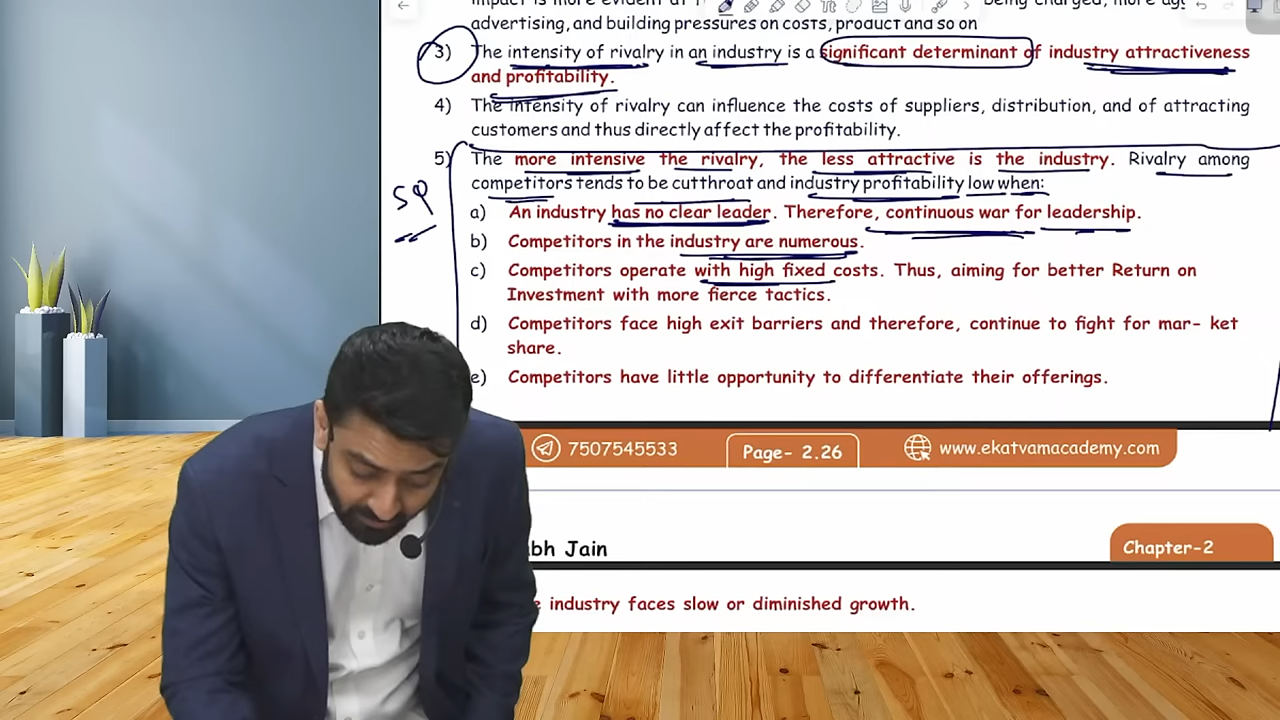 being charged, more
advertising, and building pressures on costs, product and so on
3) The intensity of rivalry in an industry is a significant determinant of industry attractiveness
and profitability.
4) The intensity of rivalry can influence the costs of suppliers, distribution, and of attracting
customers and thus directly affect the profitability.
5) The more intensive the rivalry, the less attractive is the industry. Rivalry among
competitors tends to be cutthroat and industry profitability low when:
SQ
a) An industry has no clear leader. Therefore, continuous war for leadership.
b) Competitors in the industry are numerous.
c) Competitors operate with high fixed costs. Thus, aiming for better Return on
Investment with more fierce tactics.
d) Competitors face high exit barriers and therefore, continue to fight for mar- ket
share.
e) Competitors have little opportunity to differentiate their offerings.
7507545533 Page- 2.26 www.ekatvamacademy.com
bh Jain Chapter-2
industry faces slow or diminished growth.